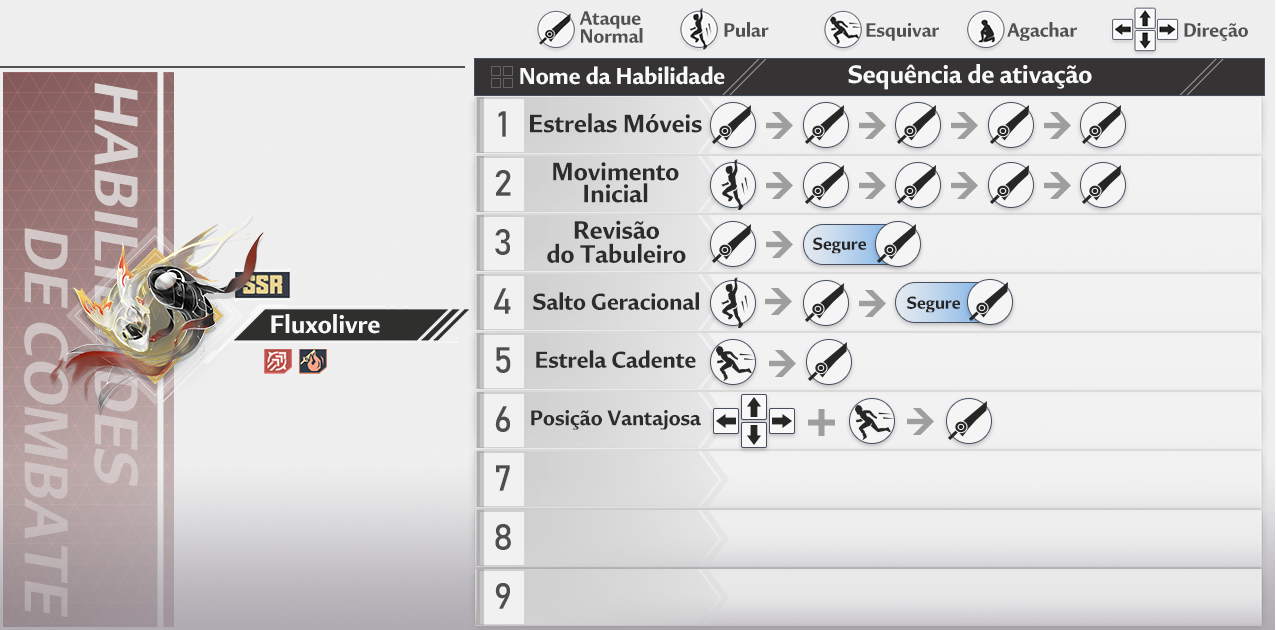 Ataque
Normal
Pular
Esquivar
Agachar
Direção
Nome da Habilidade
Sequência de ativação
HABILIDADES
DE COMBATE
SSR
Fluxolivre
1 Estrelas Móveis
2 Movimento
Inicial
3 Revisão
do Tabuleiro
Segure
4 Salto Geracional
Segure
5 Estrela Cadente
6 Posição Vantajosa
7
8
9